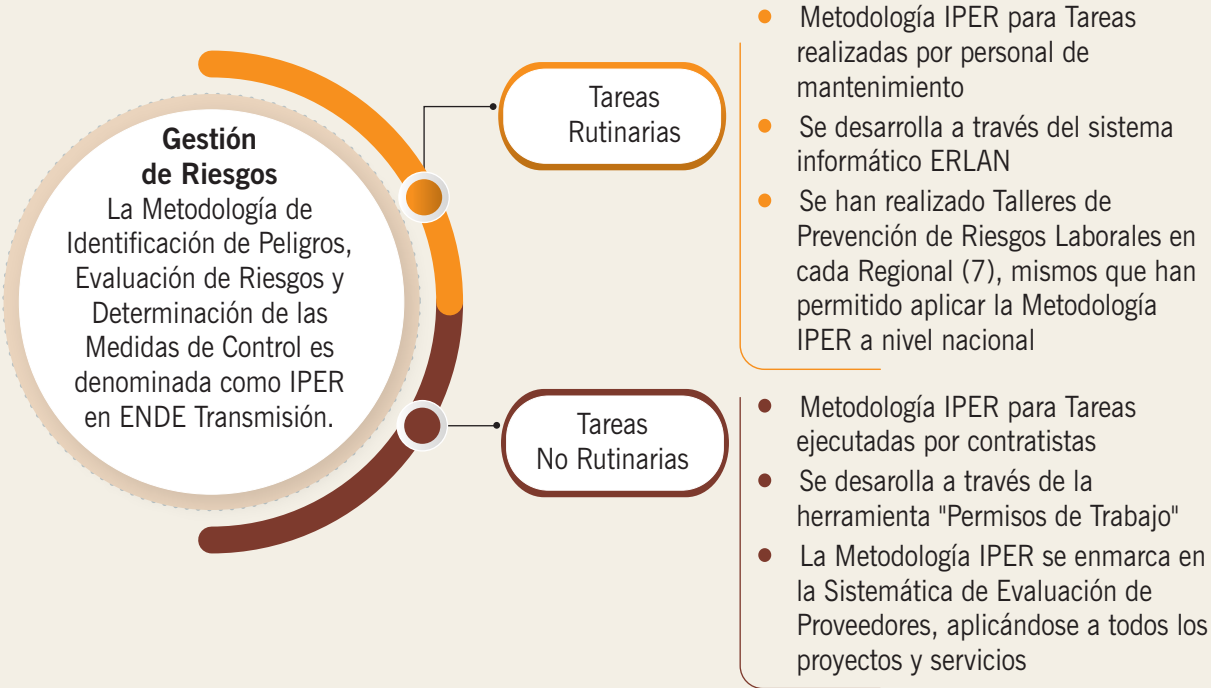 Gestión
de Riesgos
La Metodología de
Identificación de Peligros,
Evaluación de Riesgos y
Determinación de las
Medidas de Control es
denominada como IPER
en ENDE Transmisión.
Tareas
Rutinarias
• Metodología IPER para Tareas
realizadas por personal de
mantenimiento
• Se desarrolla a través del sistema
informático ERLAN
• Se han realizado Talleres de
Prevención de Riesgos Laborales en
cada Regional (7), mismos que han
permitido aplicar la Metodología
IPER a nivel nacional
Tareas
No Rutinarias
• Metodología IPER para Tareas
ejecutadas por contratistas
• Se desarolla a través de la
herramienta "Permisos de Trabajo"
• La Metodología IPER se enmarca en
la Sistemática de Evaluación de
Proveedores, aplicándose a todos los
proyectos y servicios